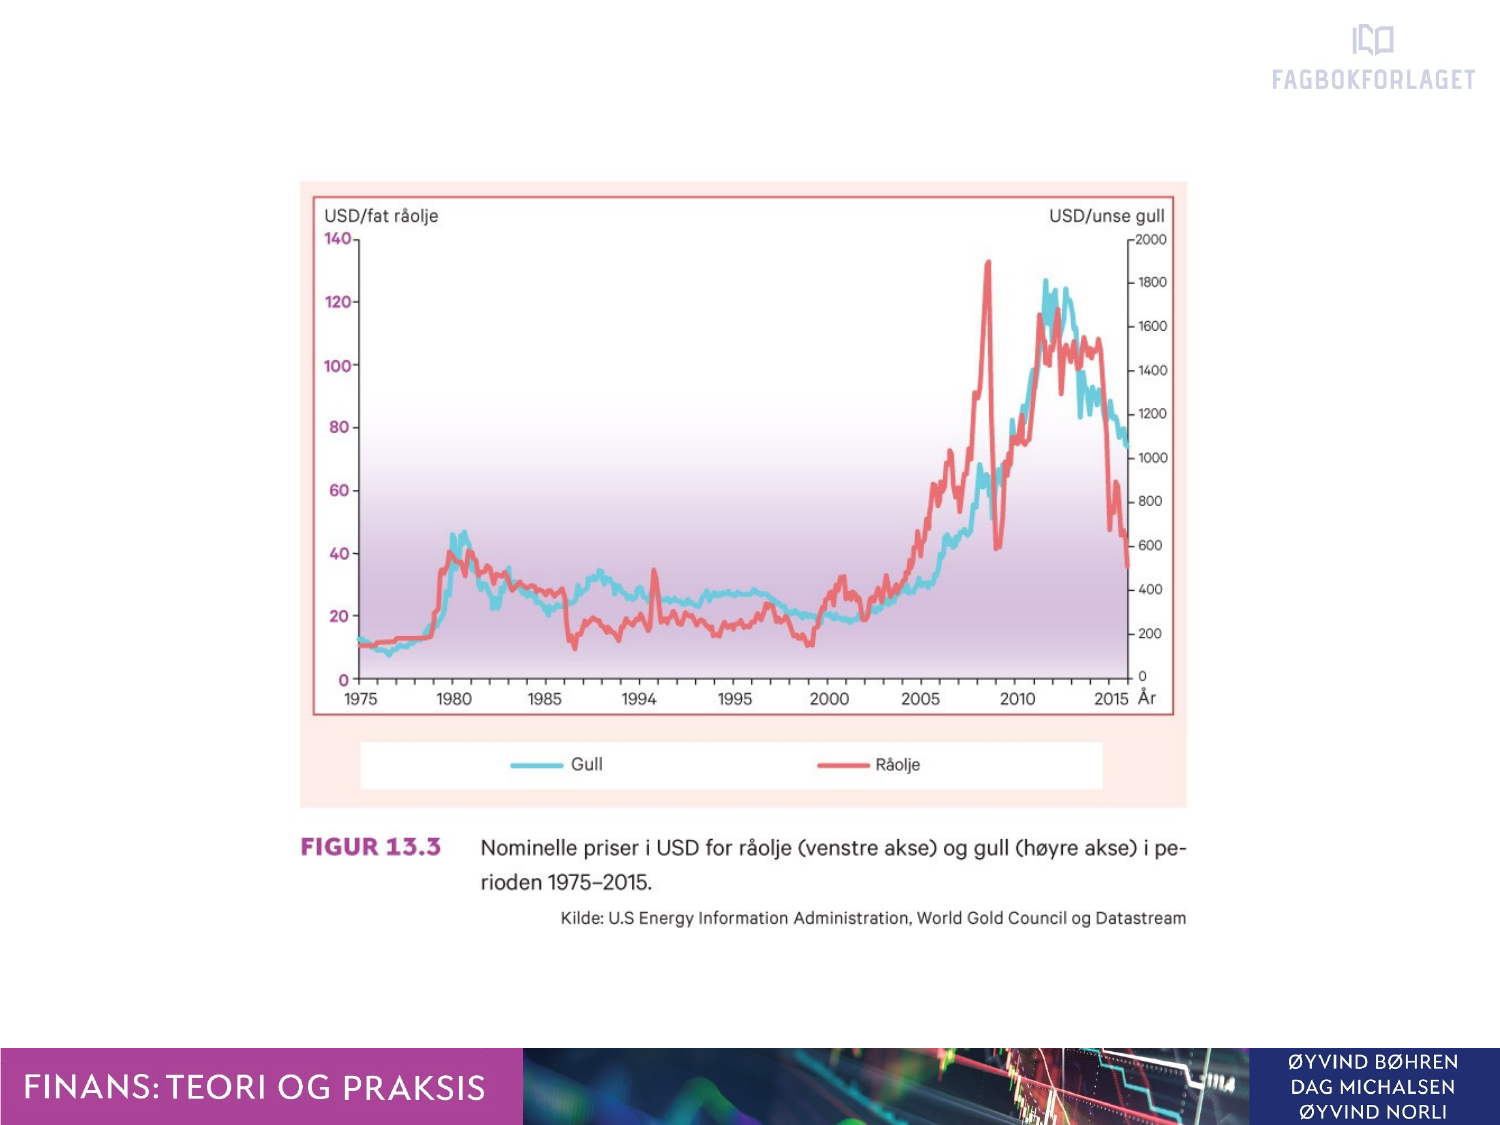 FAGBOKFORLAGET
USD/fat råolje
USD/unse gull
140
120
100
80
60
40
20
0
2000
1800
1600
1400
1200
1000
800
600
400
200
0
1975 1980 1985 1994 1995 2000 2005 2010 2015 År
Gull
Råolje
FIGUR 13.3 Nominelle priser i USD for råolje (venstre akse) og gull (høyre akse) i pe-
rioden 1975–2015.
Kilde: U.S Energy Information Administration, World Gold Council og Datastream
FINANS: TEORI OG PRAKSIS
ØYVIND BØHREN
DAG MICHALSEN
ØYVIND NORLI